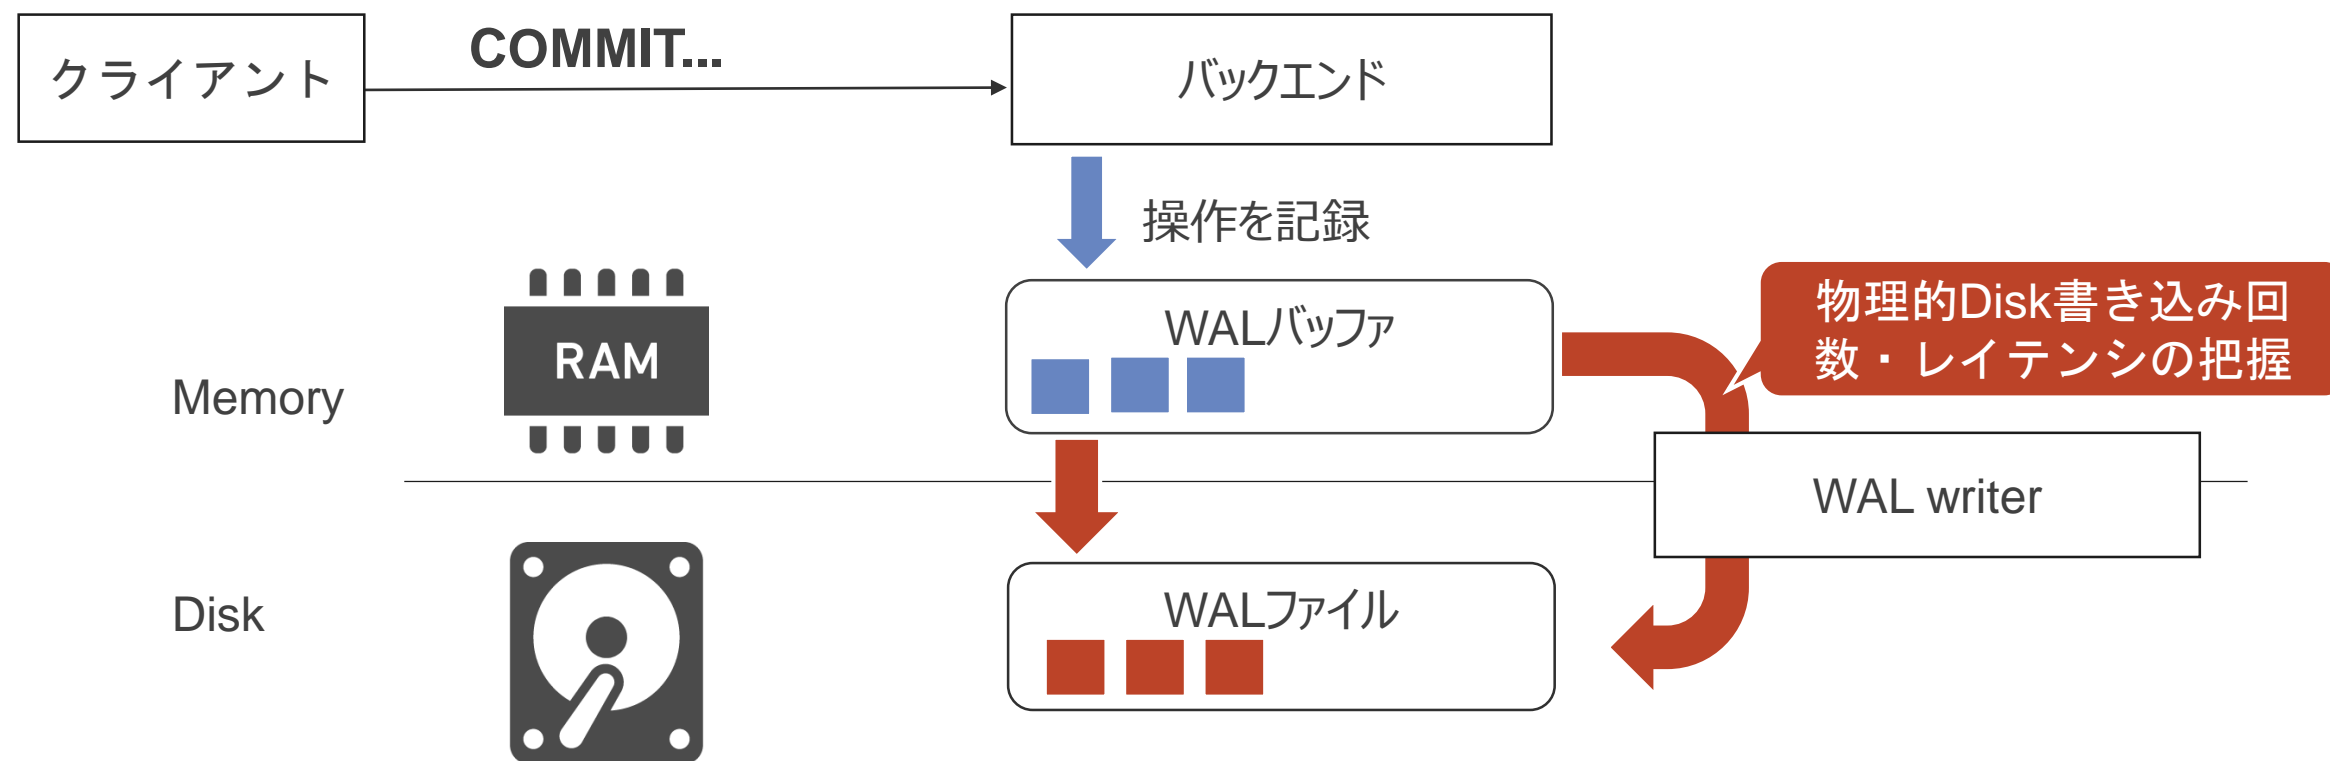 クライアント
COMMIT...
バックエンド
操作を記録
RAM
WALバッファ
物理的Disk書き込み回
数・レイテンシの把握
Memory
WAL writer
Disk
WALファイル